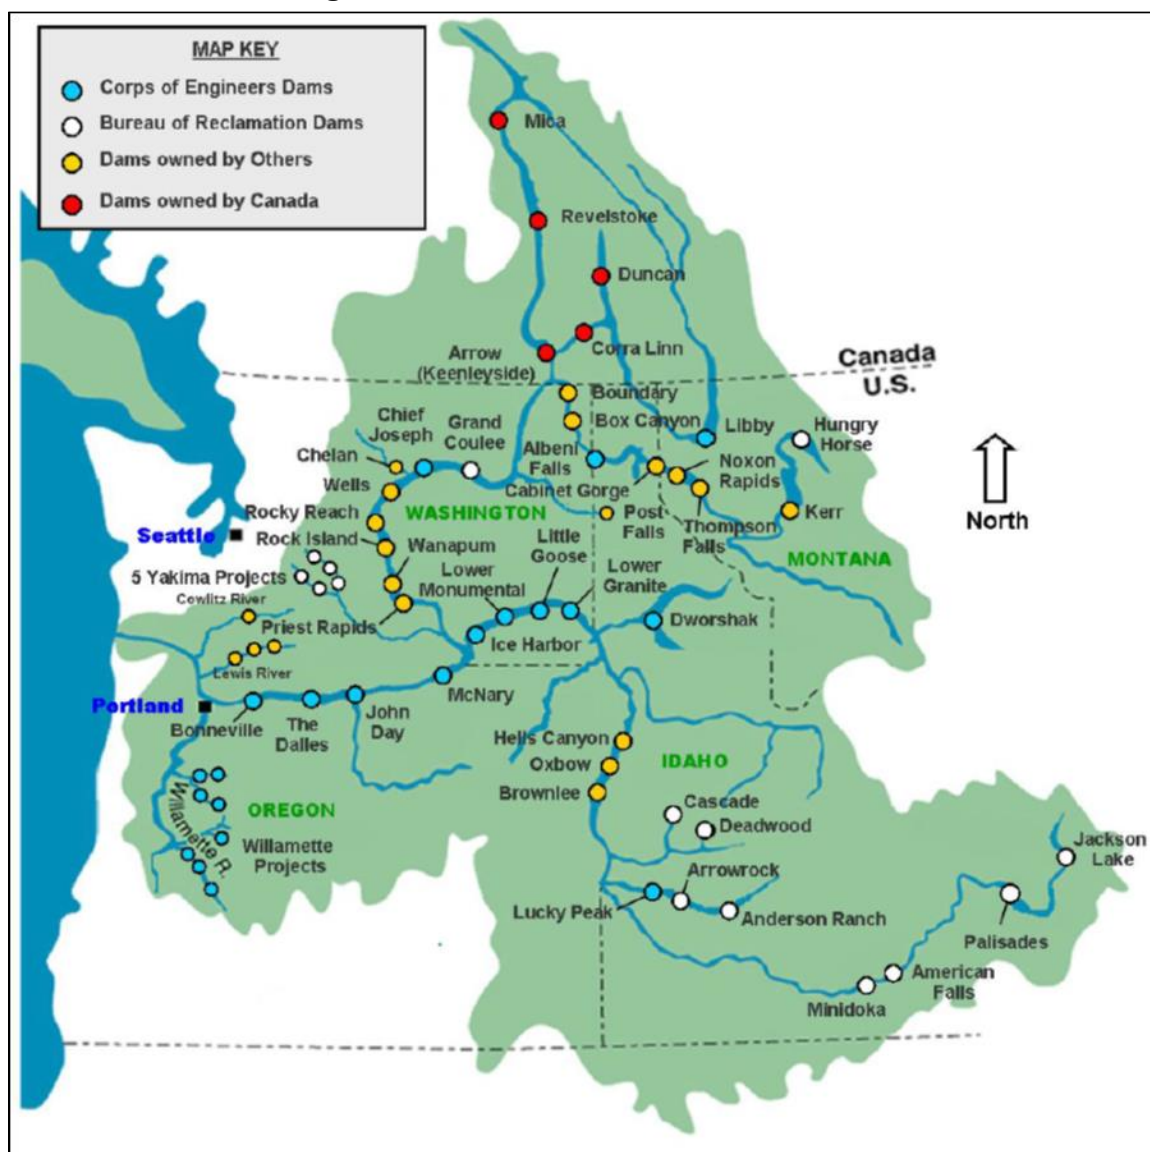 MAP KEY
Corps of Engineers Dams
Bureau of Reclamation Dams
Dams owned by Others
Dams owned by Canada
Mica
Revelstoke
Duncan
Corra Linn
Arrow
(Keenleyside)
Canada
U.S.
Boundary
Box Canyon
Libby
Hungry
Horse
Chief
Joseph
Grand
Coulee
Albeni
Falls
Chelan
Wells
Cabinet Gorge
Noxon
Rapids
Rocky Reach
WASHINGTON
Post
Falls
Thompson
Falls
Kerr
North
Seattle
Rock Island
Wanapum
Little
Goose
MONTANA
5 Yakima Projects
Lower
Monumental
Lower
Granite
Cowlitz River
Priest Rapids
Ice Harbor
Dworshak
Lewis River
McNary
Portland
Bonneville
The
Dalles
John
Day
Hells Canyon
Oxbow
IDAHO
Brownlee
Cascade
Deadwood
OREGON
Willamette R.
Willamette
Projects
Jackson
Lake
Arrowrock
Lucky Peak
Anderson Ranch
Palisades
American
Falls
Minidoka